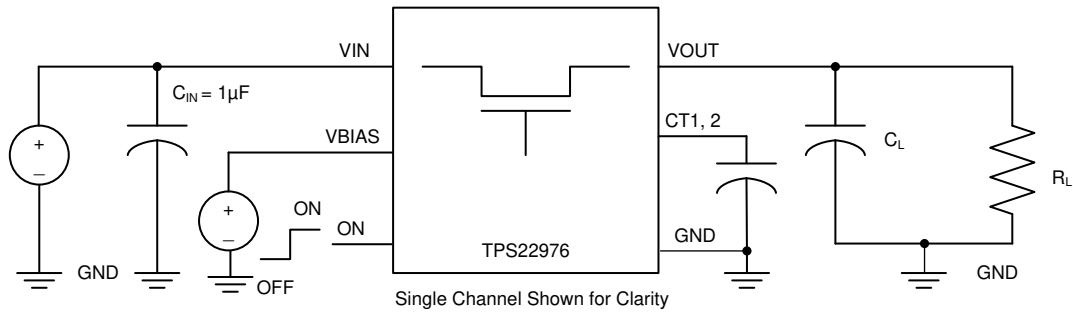 VIN
VOUT
C_IN = 1µF
CT1, 2
VBIAS
C_L
+
_
R_L
+
_
ON
ON
GND
TPS22976
GND
GND
OFF
Single Channel Shown for Clarity